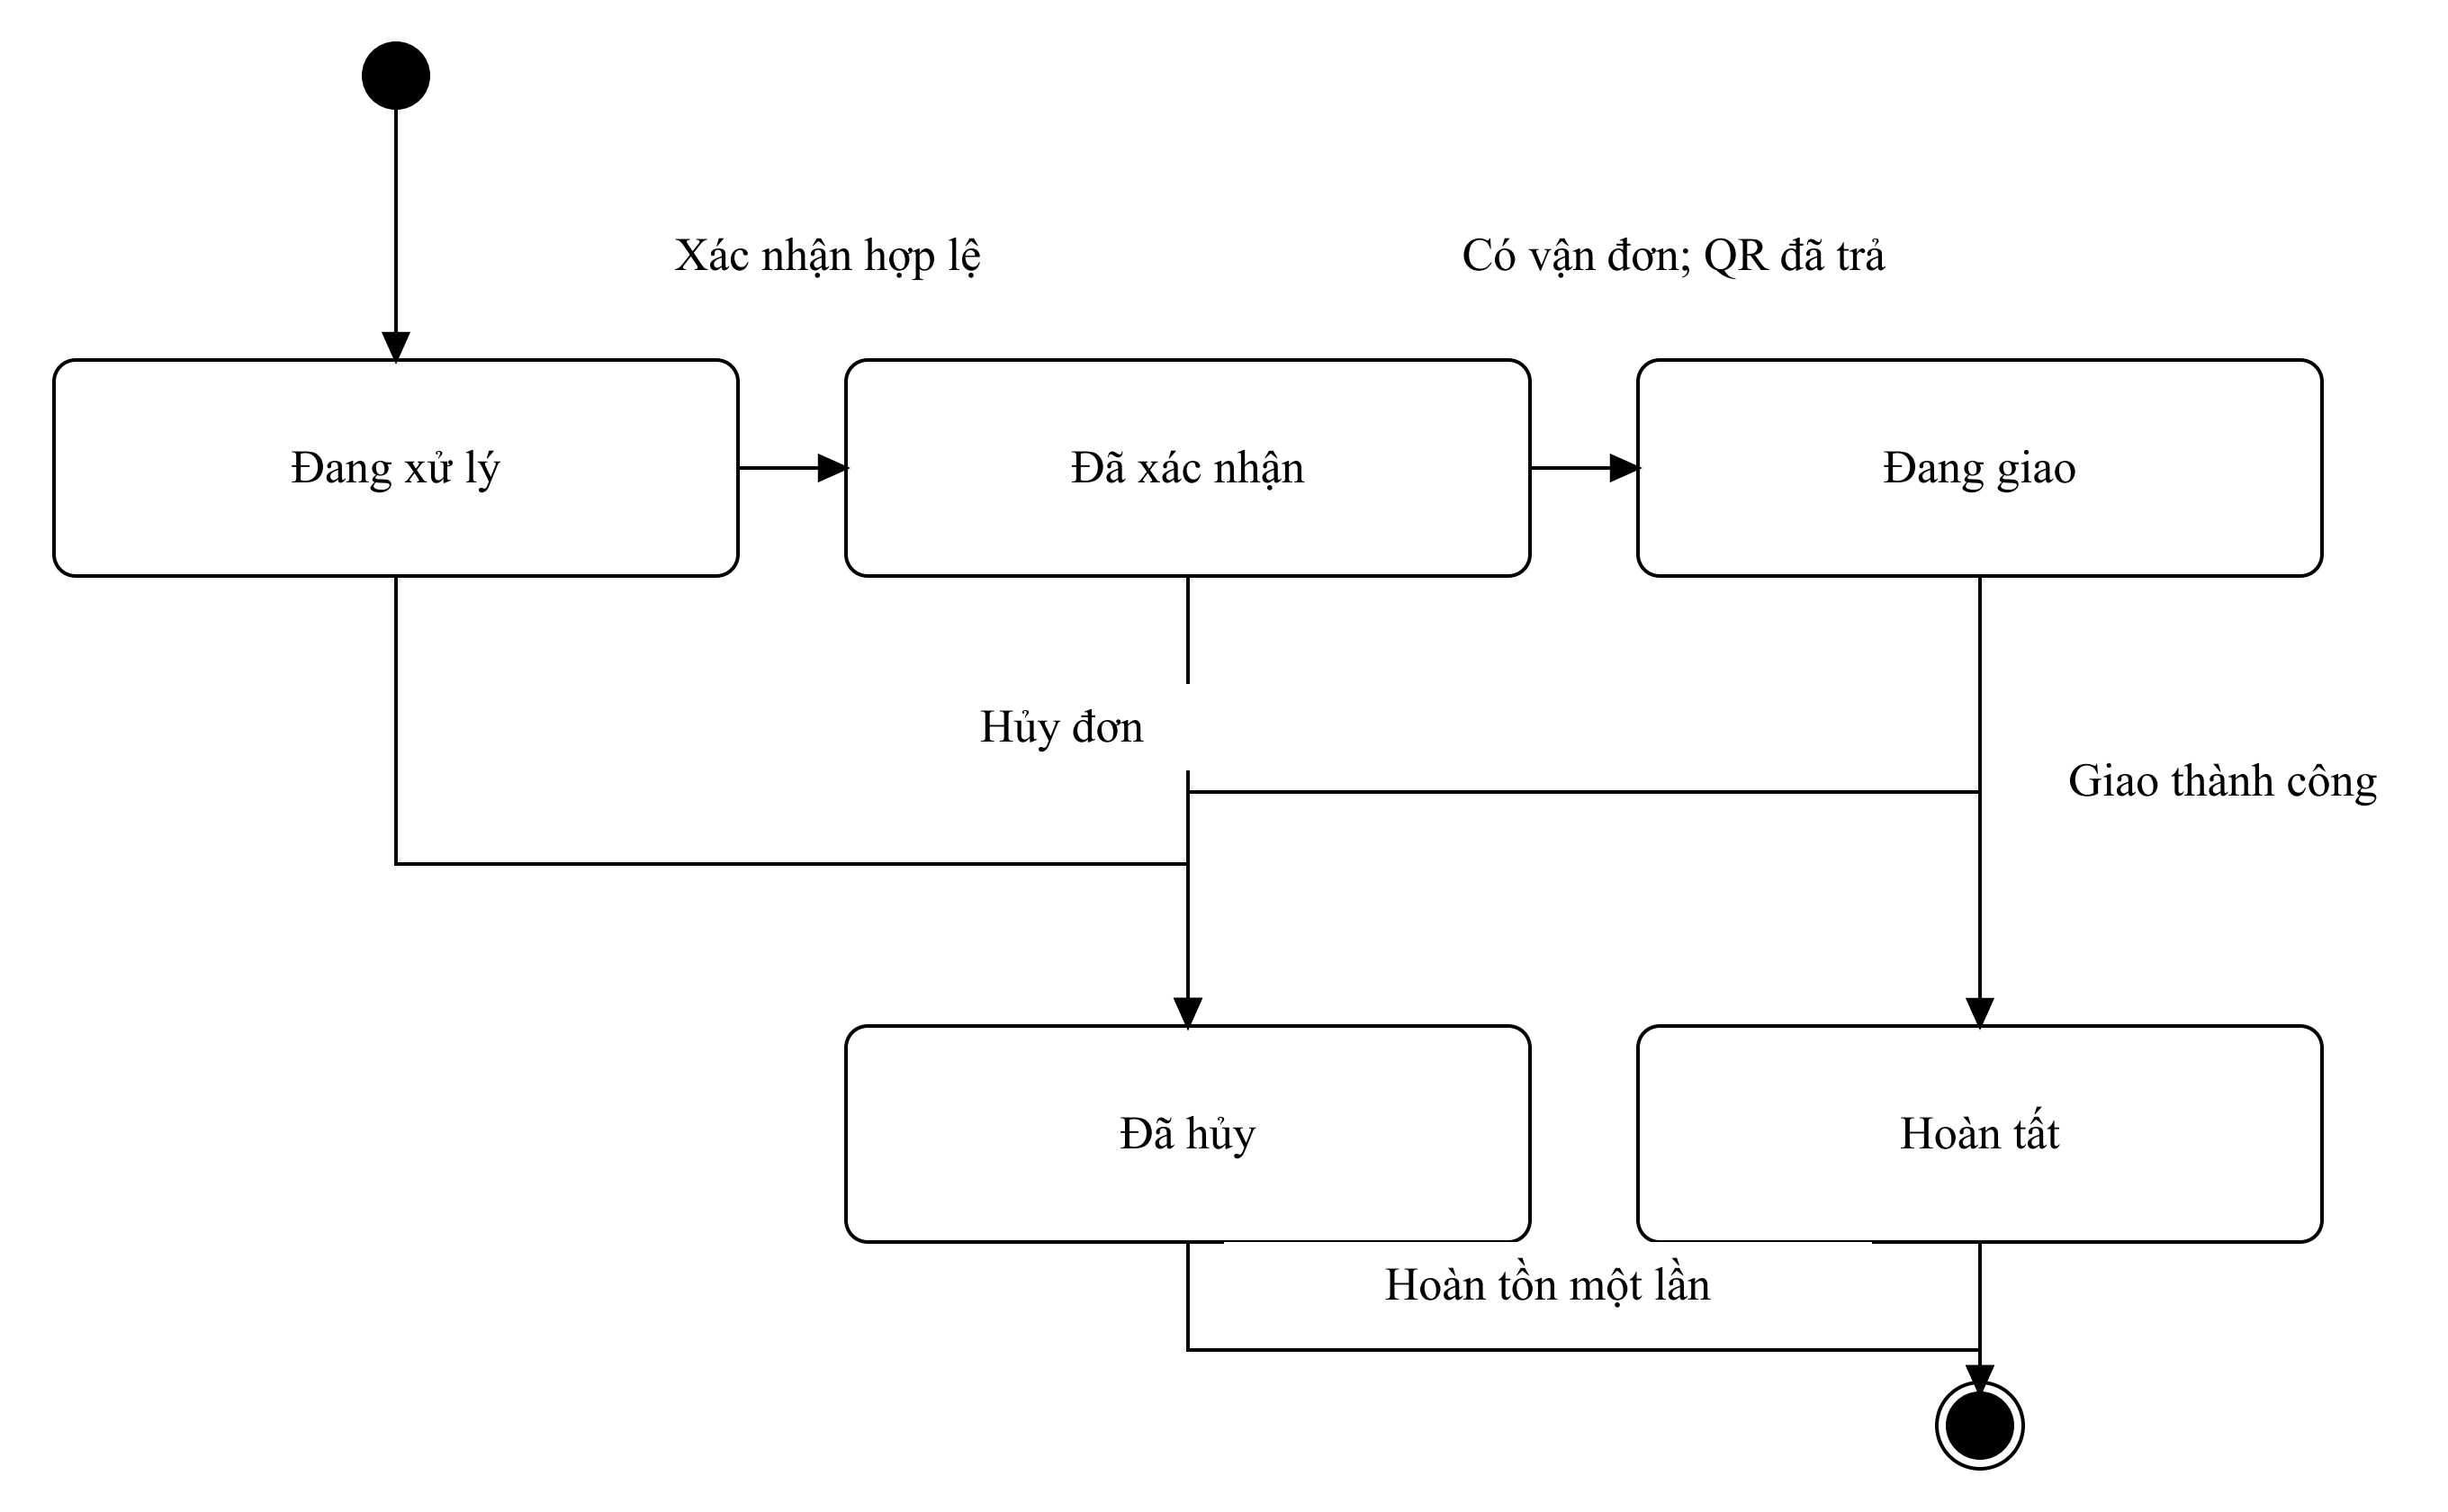 Xác nhận hợp lệ
Có vận đơn; QR đã trả
Đang xử lý
Đã xác nhận
Đang giao
Hủy đơn
Giao thành công
Đã hủy
Hoàn tất
Hoàn tồn một lần